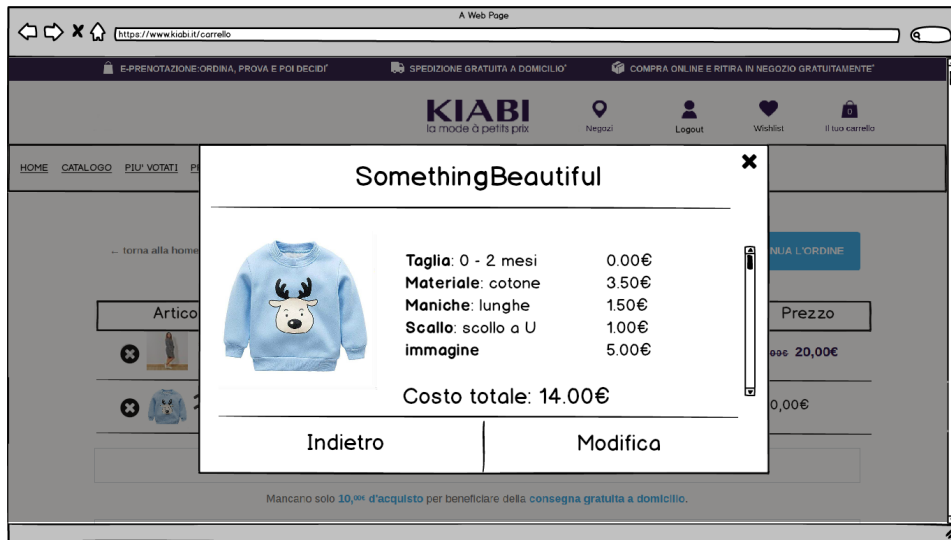 A Web Page
https://www.kiabi.it/carrello
E-PRENOTAZIONE:ORDINA, PROVA E POI DECIDI*
SPEDIZIONE GRATUITA A DOMICILIO*
COMPRA ONLINE E RITIRA IN NEGOZIO GRATUITAMENTE*
KIABI
la mode à petits prix
Negozi
Logout
Wishlist
0
Il tuo carrello
HOME CATALOGO PIU' VOTATI
SomethingBeautiful
← torna alla home
NUA L'ORDINE
Taglia: 0 - 2 mesi 0.00€
Materiale: cotone 3.50€
Maniche: lunghe 1.50€
Scallo: scollo a U 1.00€
immagine 5.00€
Costo totale: 14.00€
Artico
Prezzo
00€ 20,00€
0,00€
Indietro
Modifica
Mancano solo 10,00€ d'acquisto per beneficiare della consegna gratuita a domicilio.